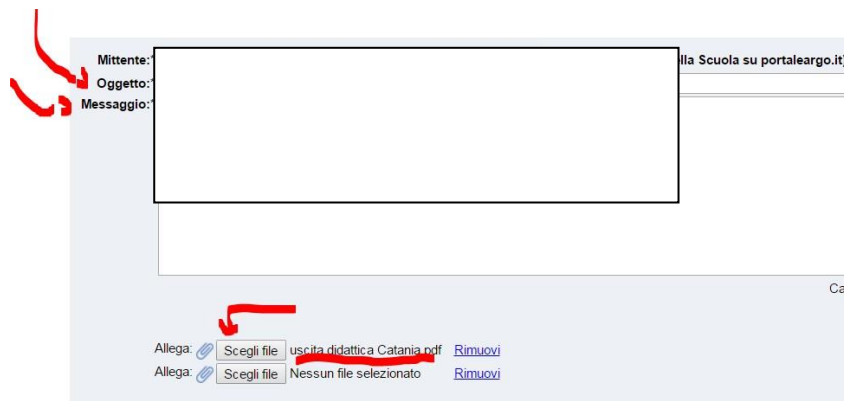 Mittente:* lla Scuola su portaleargo.it)
Oggetto:*
Messaggio:*
Ca
Allega: Scegli file uscita didattica Catania.pdf Rimuovi
Allega: Scegli file Nessun file selezionato Rimuovi